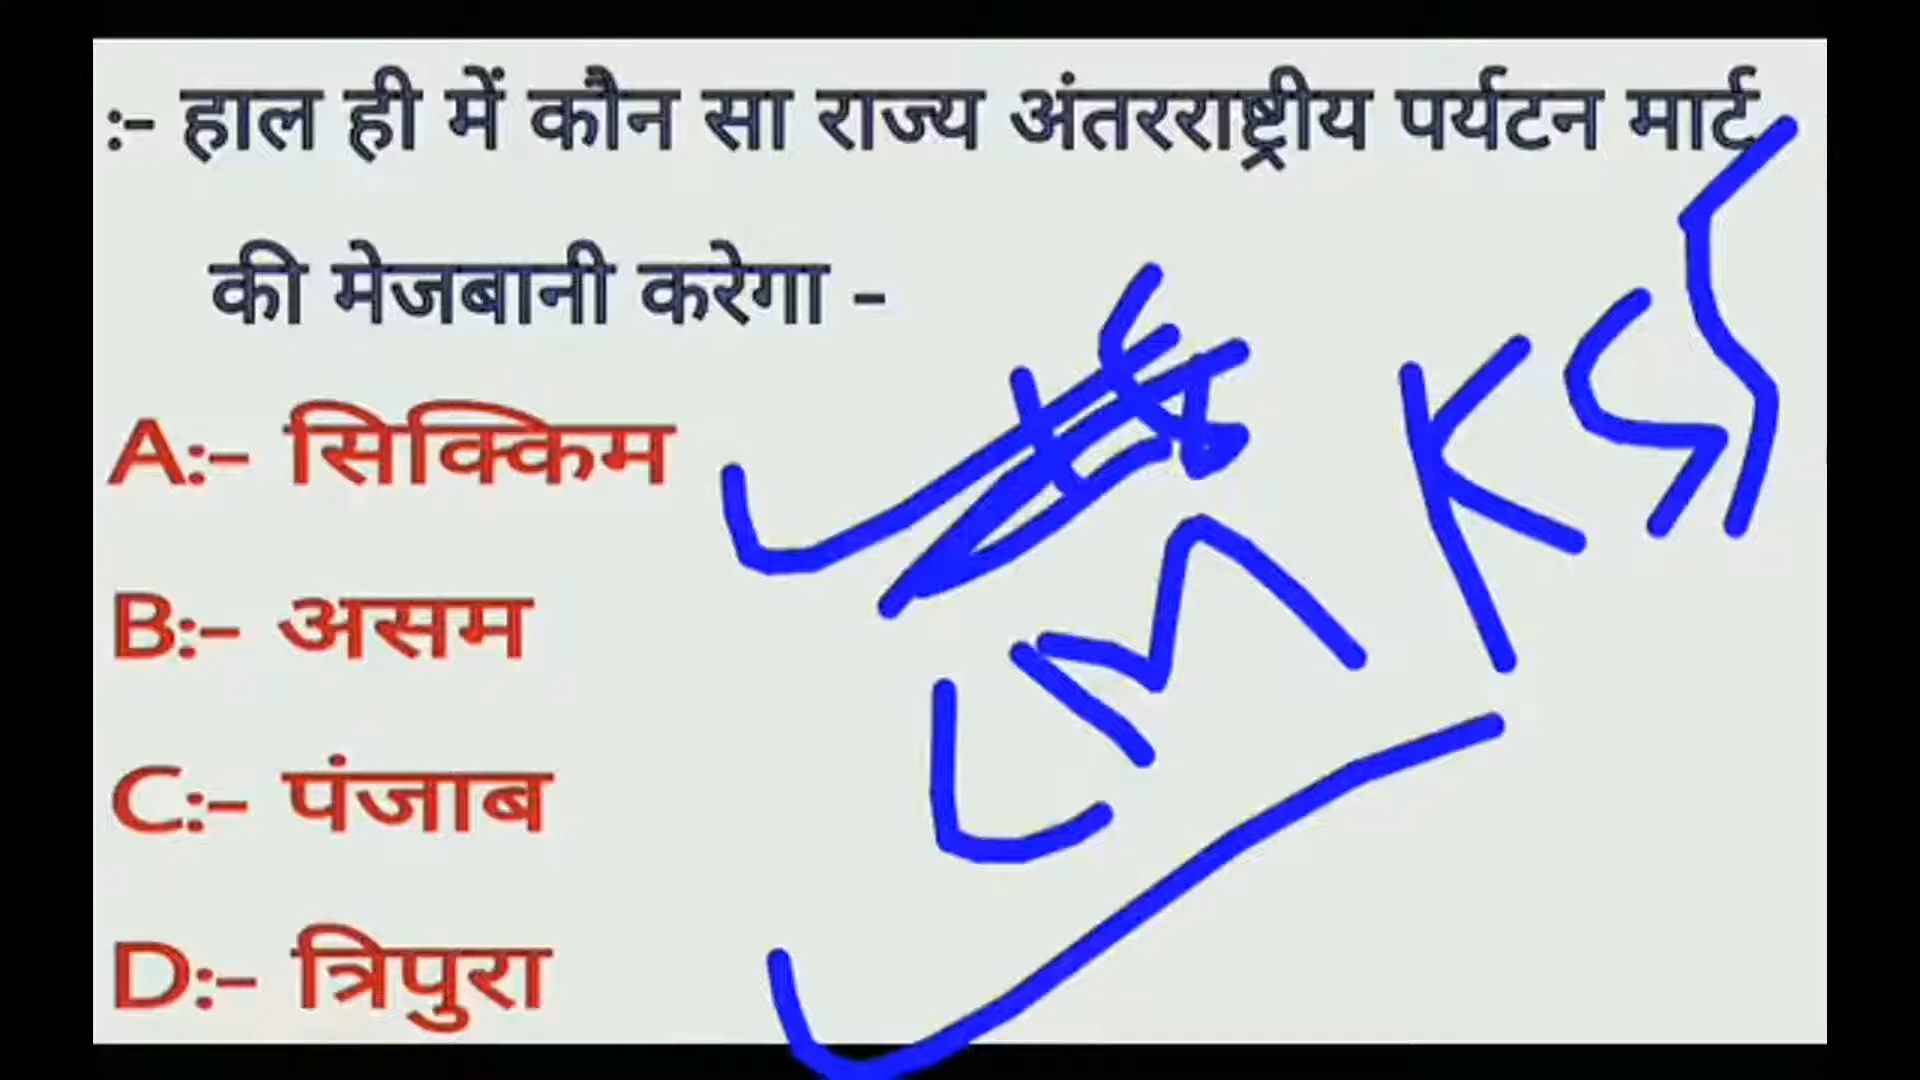 :- हाल ही में कौन सा राज्य अंतरराष्ट्रीय पर्यटन मार्ट
की मेजबानी करेगा -
A:- सिक्किम
B:- असम
C:- पंजाब
D:- त्रिपुरा